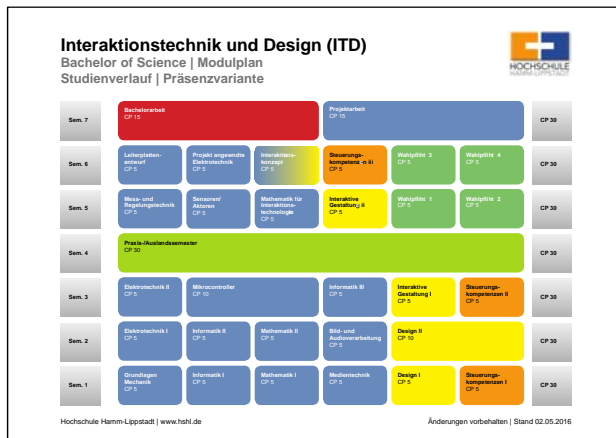 Interaktionstechnik und Design (ITD)
Bachelor of Science | Modulplan
Studienverlauf | Präsenzvariante
HOCHSCHULE
HAMM-LIPPSTADT
Sem. 7
Bachelorarbeit
CP 15
Projektarbeit
CP 15
CP 30
Sem. 6
Leiterplatten-
entwurf
CP 5
Projekt angewndte
Elektrotechnik
CP 5
Interaktions-
konzept
CP 5
Steuerungs-
kompetenz -n iii
CP 5
Wahlpfliht 3
CP 5
Wahlpfliht 4
CP 5
CP 30
Sem. 5
Mess- und
Regelungstechnik
CP 5
Sensoren/
Aktoren
CP 5
Mathematik für
Interaktions-
technologie
CP 5
Interaktive
Gestaltung ii
CP 5
Wahlpfliht 1
CP 5
Wahlpfliht 2
CP 5
CP 30
Sem. 4
Praxis-/Auslandssemester
CP 30
CP 30
Sem. 3
Elektrotechnik II
CP 5
Mikrocontroller
CP 10
Informatik III
CP 5
Interaktive
Gestaltung I
CP 5
Steuerungs-
kompetenzen II
CP 5
CP 30
Sem. 2
Elektrotechnik I
CP 5
Informatik II
CP 5
Mathematik II
CP 5
Bild- und
Audioverarbeitung
CP 5
Design II
CP 10
CP 30
Sem. 1
Grundlagen
Mechanik
CP 5
Informatik I
CP 5
Mathematik I
CP 5
Medientechnik
CP 5
Design I
CP 5
Steuerungs-
kompetenzen I
CP 5
CP 30
Hochschule Hamm-Lippstadt | www.hshl.de
Änderungen vorbehalten | Stand 02.05.2016